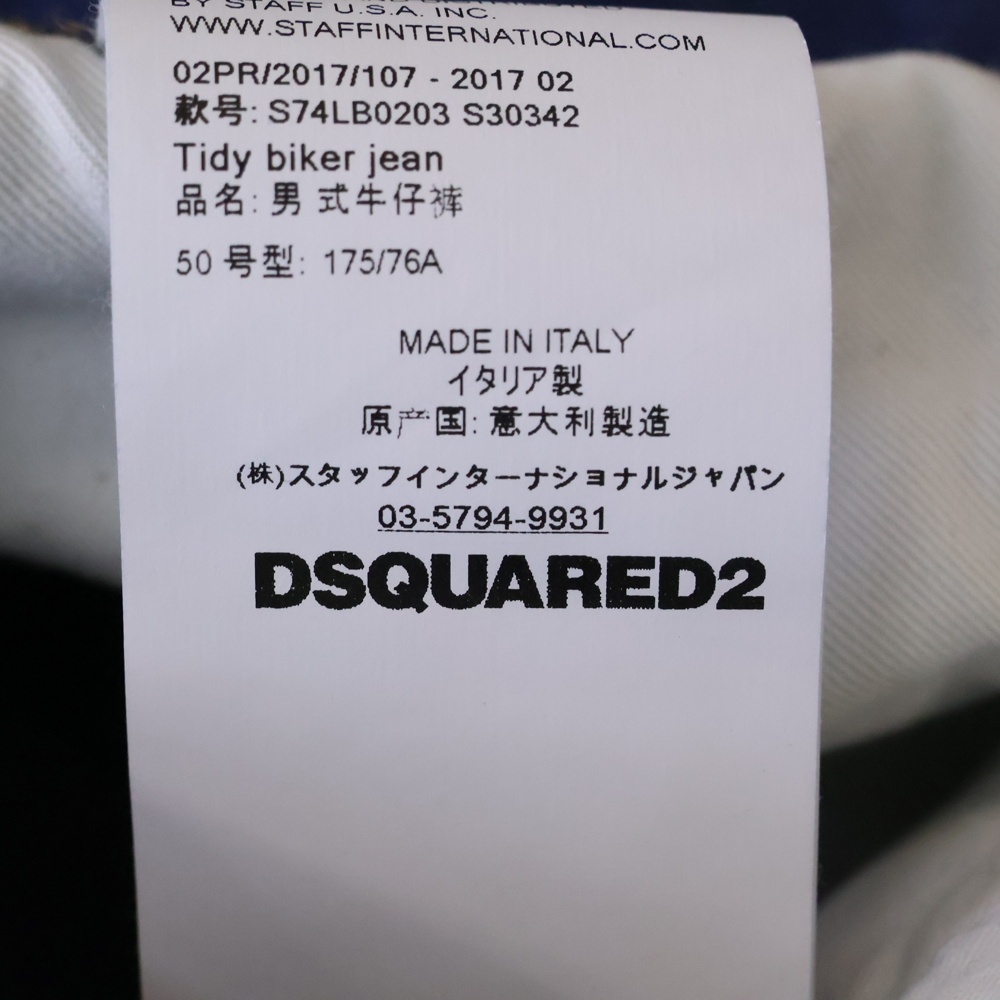 BY STAFF U.S.A. INC.
WWW.STAFFINTERNATIONAL.COM
02PR/2017/107 - 2017 02
款号: S74LB0203 S30342
Tidy biker jean
品名: 男 式牛仔裤
50 号型: 175/76A
MADE IN ITALY
イタリア製
原产国: 意大利製造
(株)スタッフインターナショナルジャパン
03-5794-9931
DSQUARED2